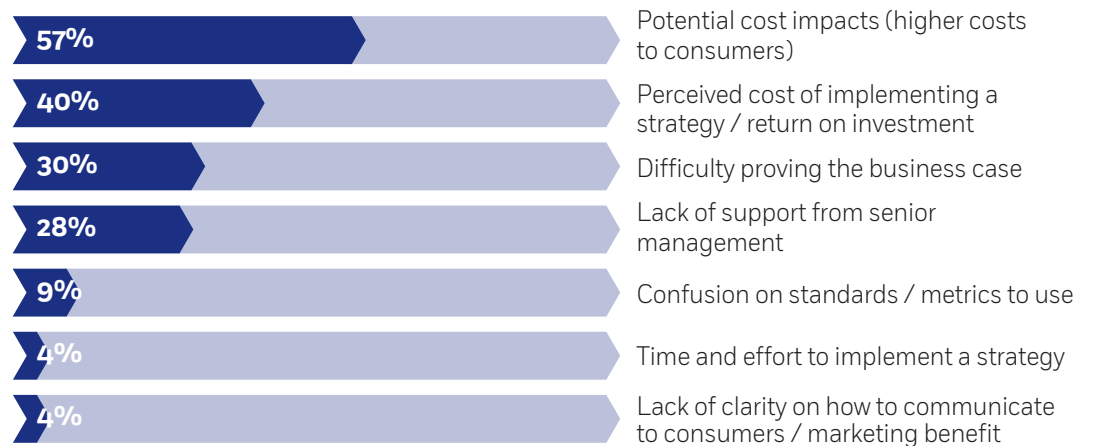 57%
Potential cost impacts (higher costs
to consumers)
40%
Perceived cost of implementing a
strategy / return on investment
30%
Difficulty proving the business case
28%
Lack of support from senior
management
9%
Confusion on standards / metrics to use
4%
Time and effort to implement a strategy
4%
Lack of clarity on how to communicate
to consumers / marketing benefit